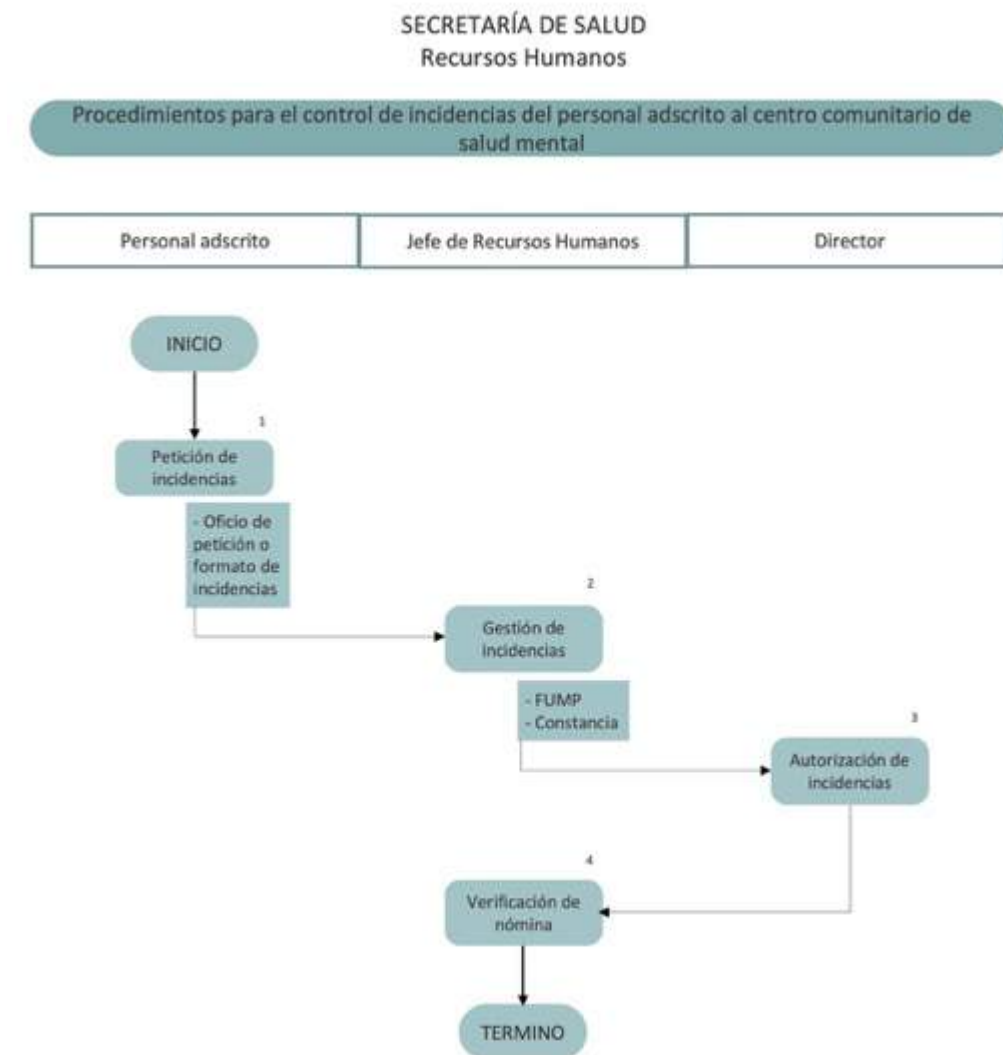 SECRETARÍA DE SALUD
Recursos Humanos
Procedimientos para el control de incidencias del personal adscrito al centro comunitario de
salud mental
Personal adscrito
Jefe de Recursos Humanos
Director
INICIO
1
Petición de
incidencias
- Oficio de
petición o
formato de
incidencias
2
Gestión de
incidencias
- FUMP
- Constancia
3
Autorización de
incidencias
4
Verificación de
nómina
TERMINO